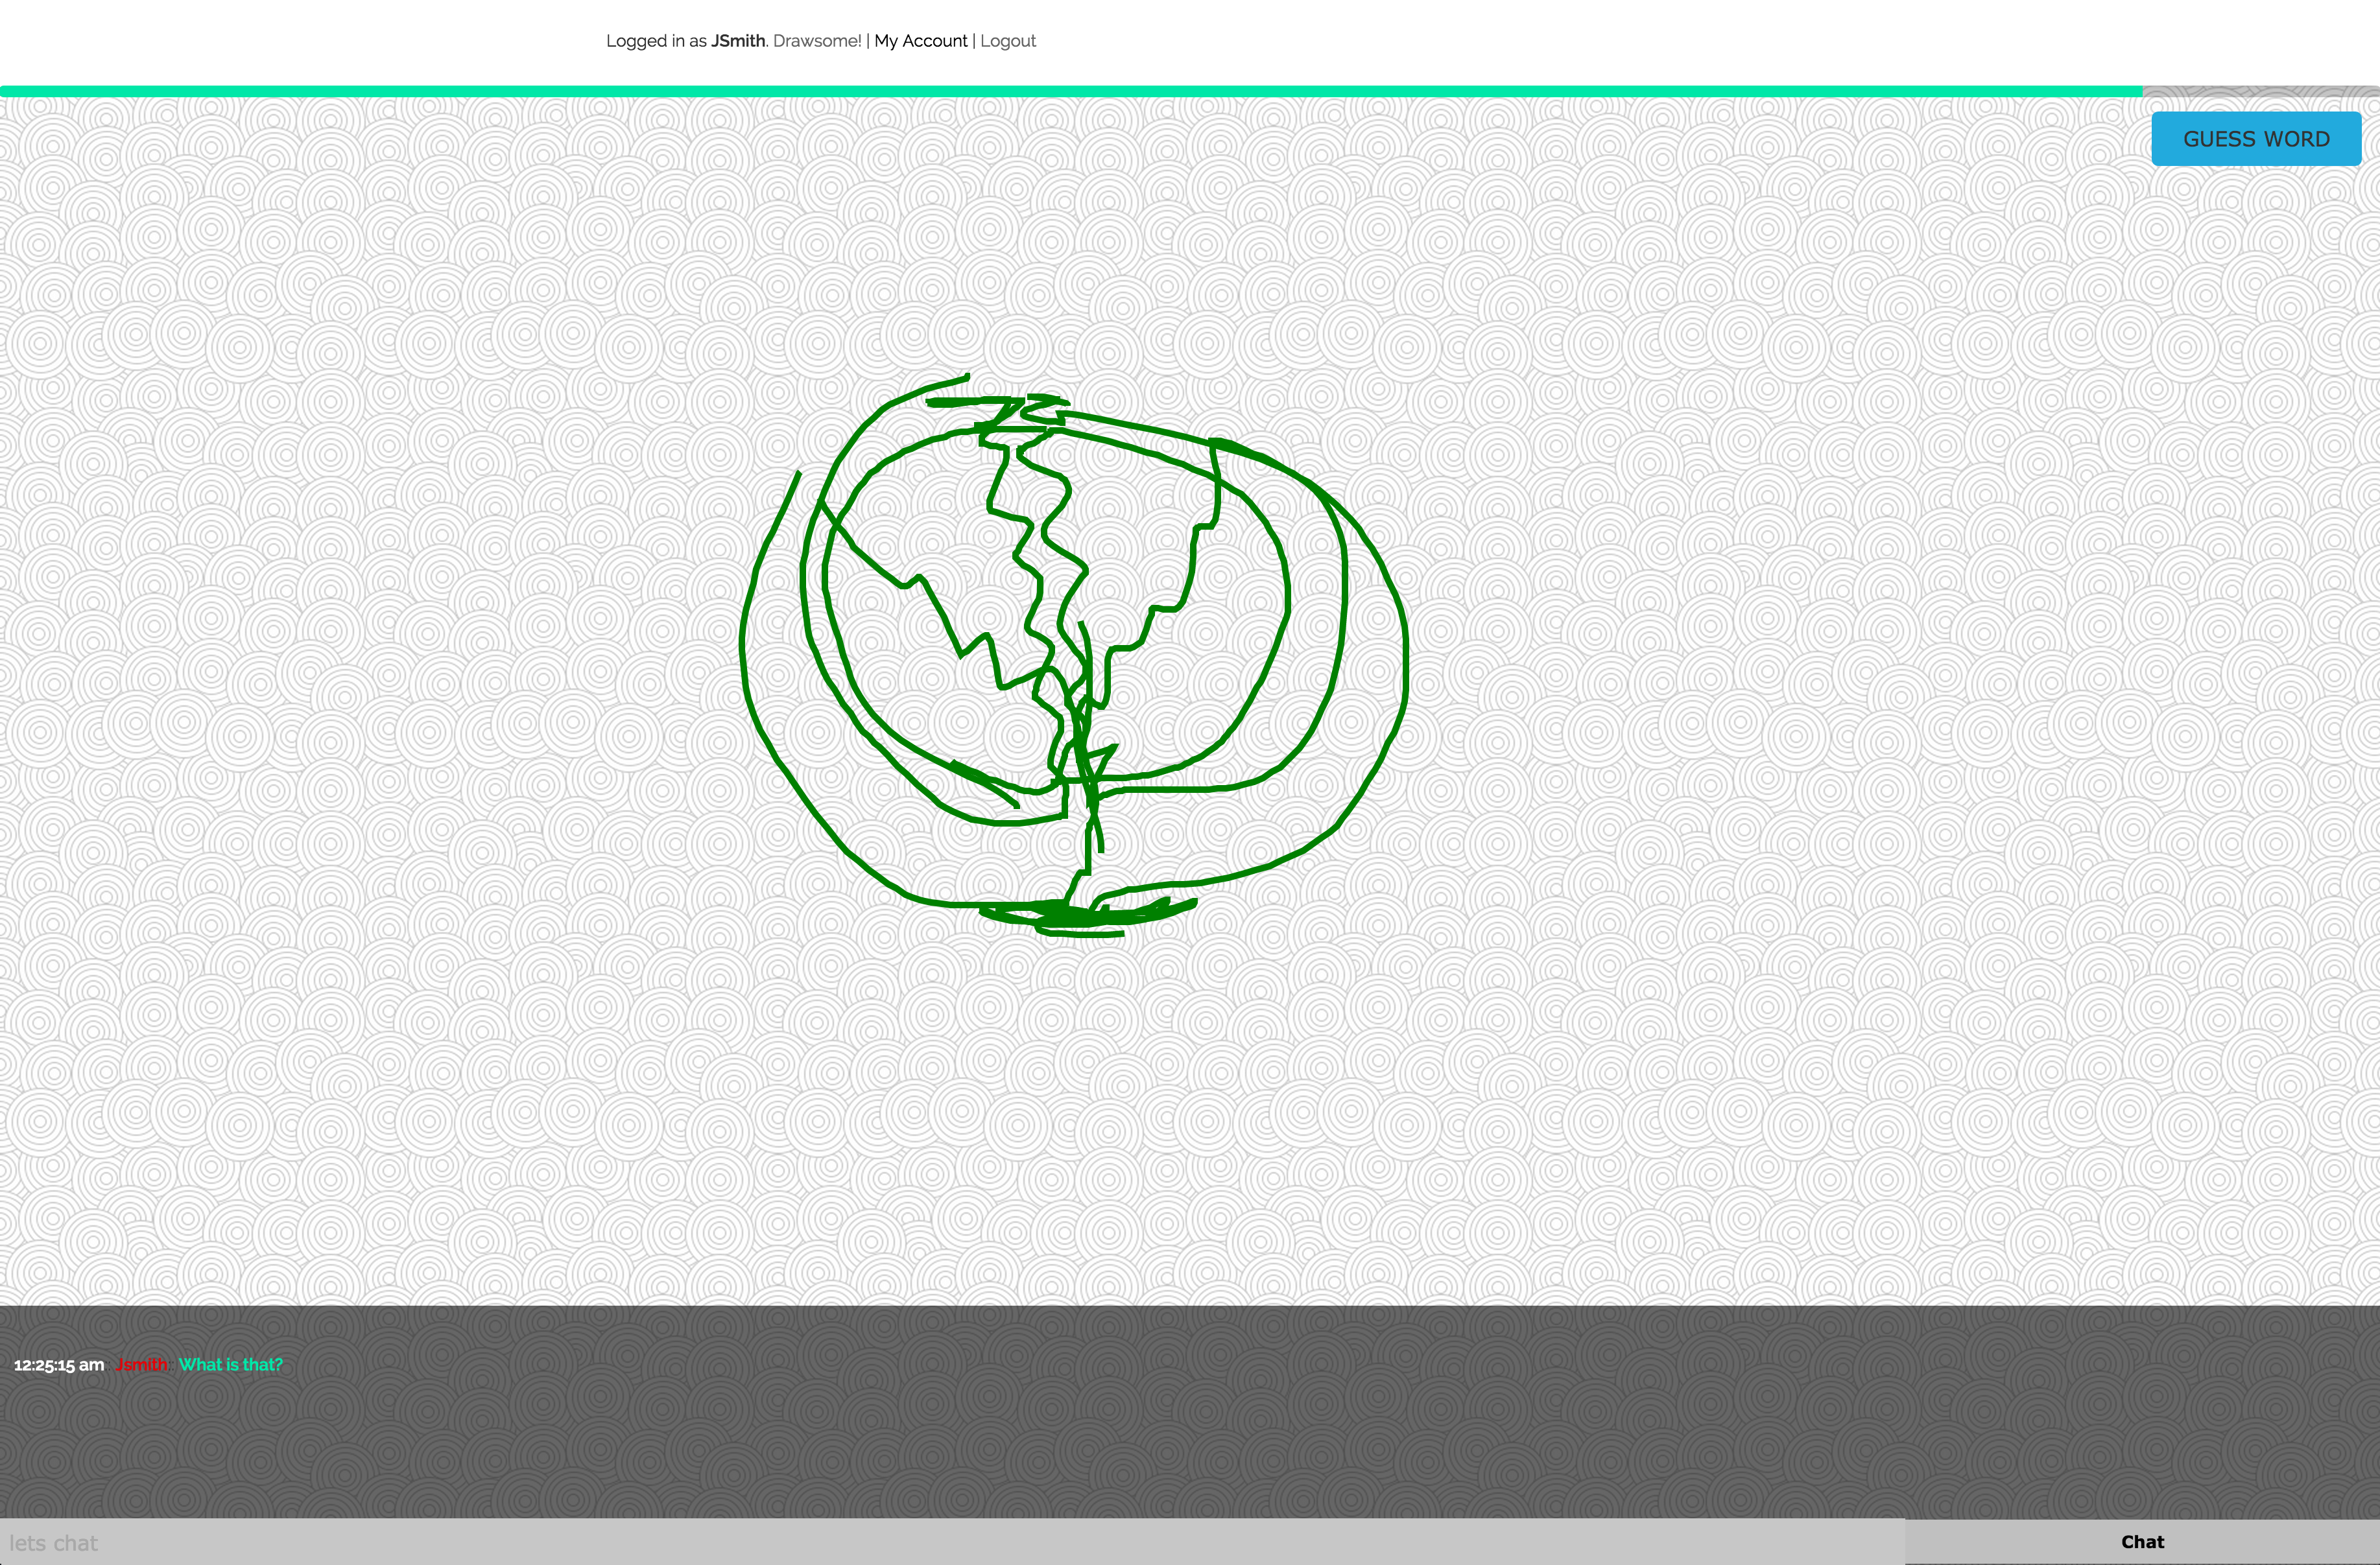 Logged in as JSmith. Drawsome! | My Account | Logout
GUESS WORD
12:25:15 am Jsmith: What is that?
lets chat
Chat